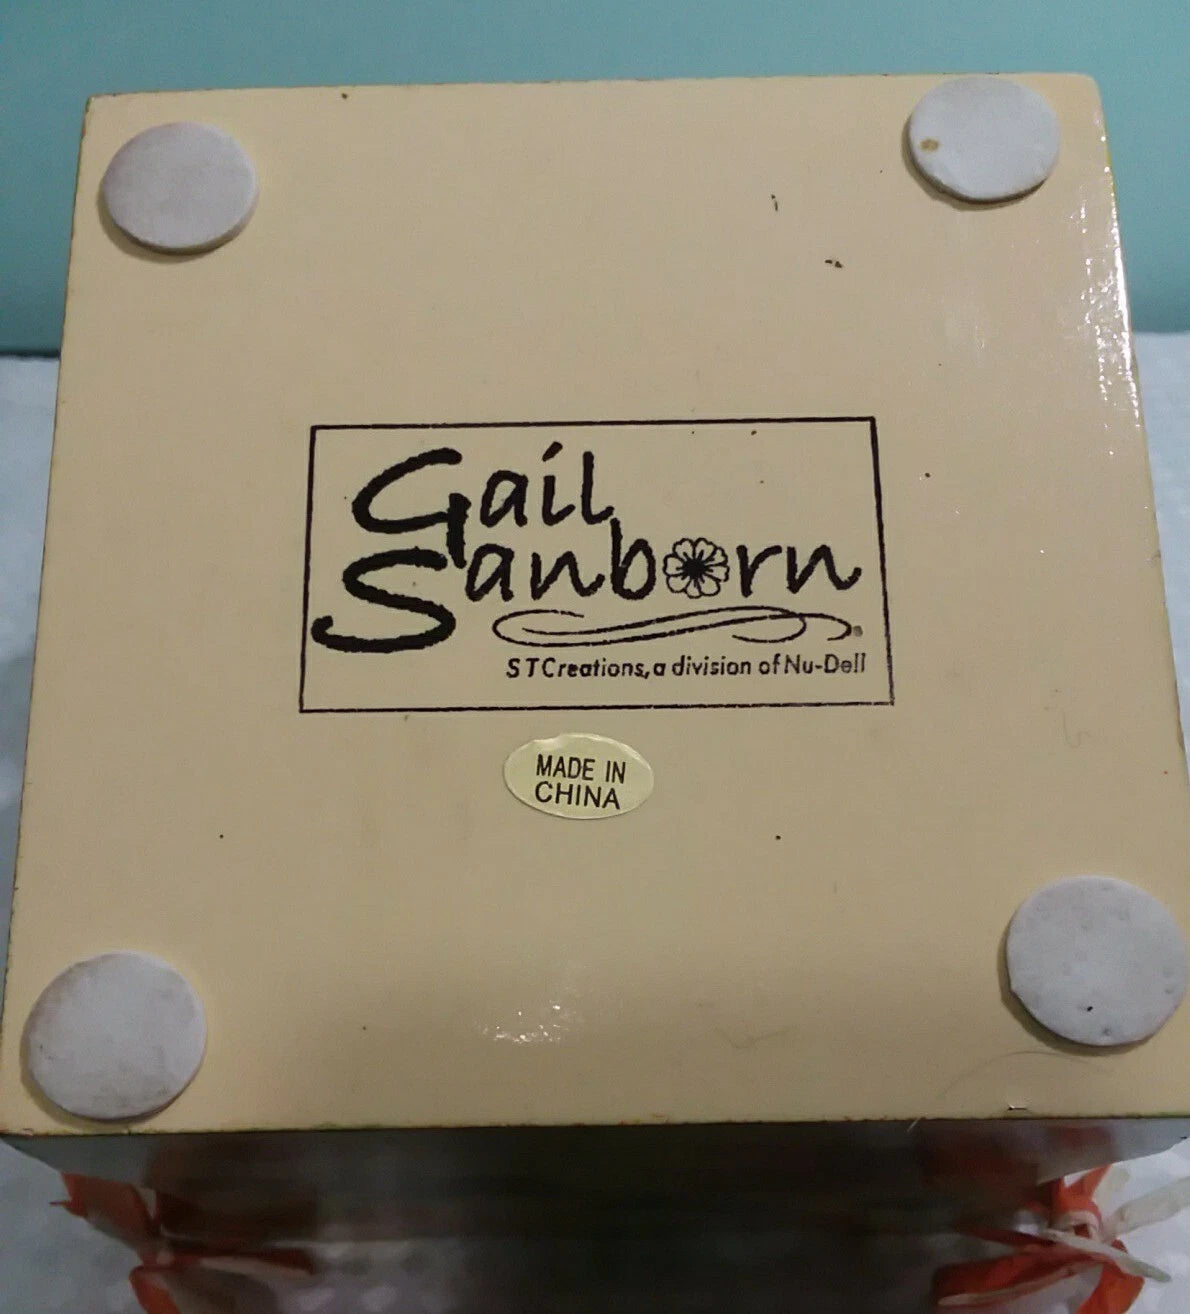 Gail
Sanborn
STCreations, a division of Nu-Dell
MADE IN
CHINA